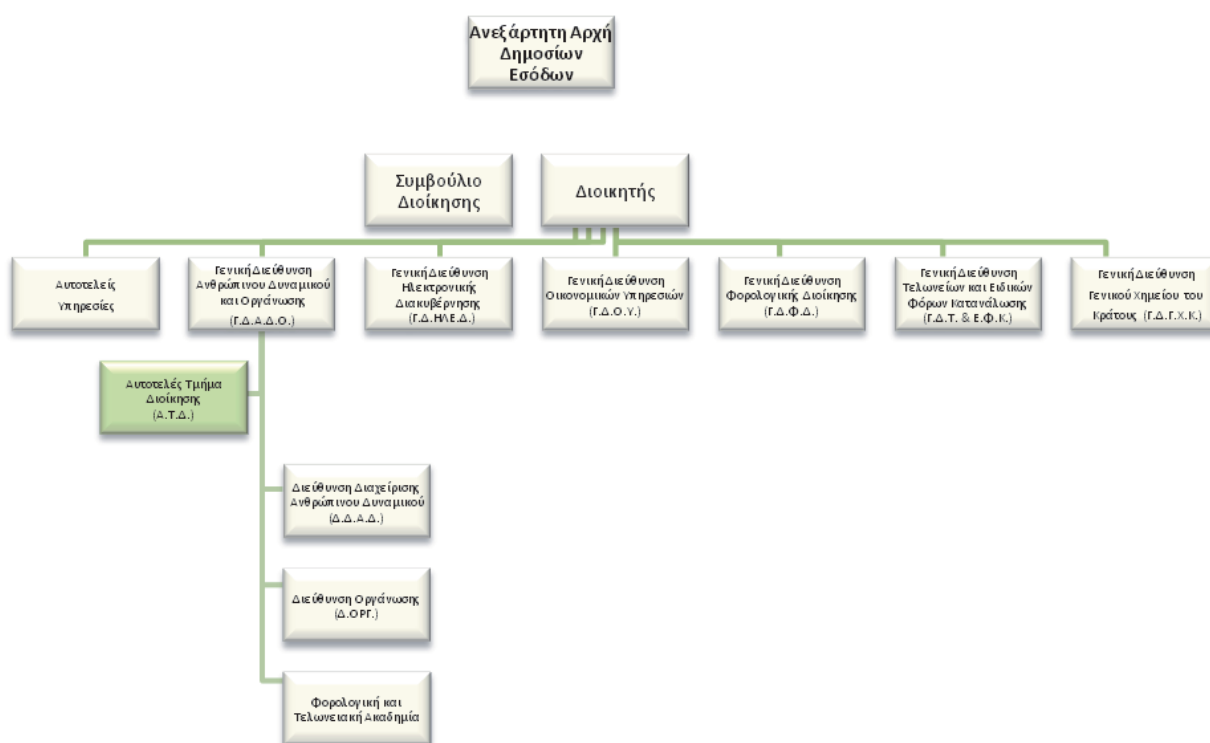 Ανεξάρτητη Αρχή
Δημοσίων
Εσόδων
Συμβούλιο
Διοίκησης
Διοικητής
Αυτοτελείς
Υπηρεσίες
Γενική Διεύθυνση
Ανθρώπινου Δυναμικού
και Οργάνωσης
(Γ.Δ.Α.Δ.Ο.)
Γενική Διεύθυνση
Ηλεκτρονικής
Διακυβέρνησης
(Γ.Δ.ΗΛΕ.Δ.)
Γενική Διεύθυνση
Οικονομικών Υπηρεσιών
(Γ.Δ.Ο.Υ.)
Γενική Διεύθυνση
Φορολογικής Διοίκησης
(Γ.Δ.Φ.Δ.)
Γενική Διεύθυνση
Τελωνείων και Ειδικών
Φόρων Κατανάλωσης
(Γ.Δ.Τ. & Ε.Φ.Κ.)
Γενική Διεύθυνση
Γενικού Χημείου του
Κράτους (Γ.Δ.Γ.Χ.Κ.)
Αυτοτελές Τμήμα
Διοίκησης
(Α.Τ.Δ.)
Διεύθυνση Διαχείρισης
Ανθρώπινου Δυναμικού
(Δ.Δ.Α.Δ.)
Διεύθυνση Οργάνωσης
(Δ.ΟΡΓ.)
Φορολογική και
Τελωνειακή Ακαδημία